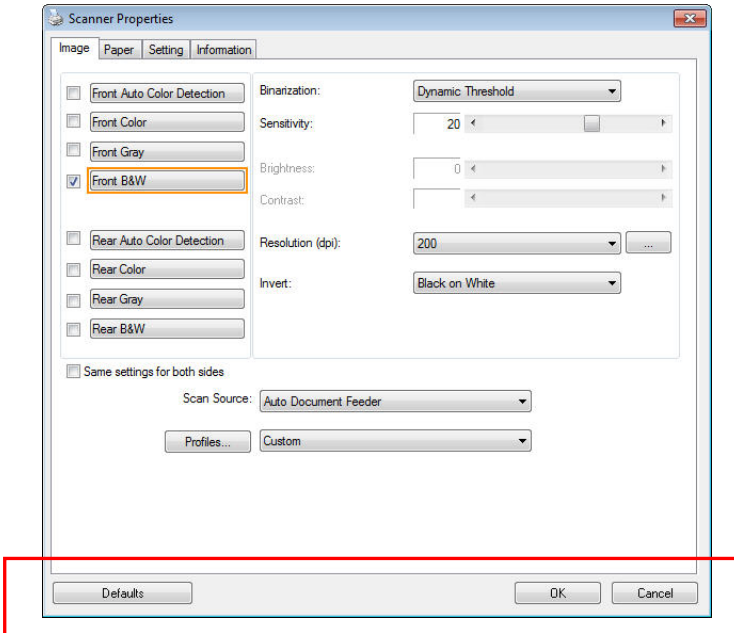 Scanner Properties
Image Paper Setting Information
Front Auto Color Detection
Front Color
Front Gray
Front B&W
Rear Auto Color Detection
Rear Color
Rear Gray
Rear B&W
Binarization: Dynamic Threshold
Sensitivity: 20
Brightness: 0
Contrast:
Resolution (dpi): 200 ...
Invert: Black on White
Same settings for both sides
Scan Source: Auto Document Feeder
Profiles... Custom
Defaults OK Cancel